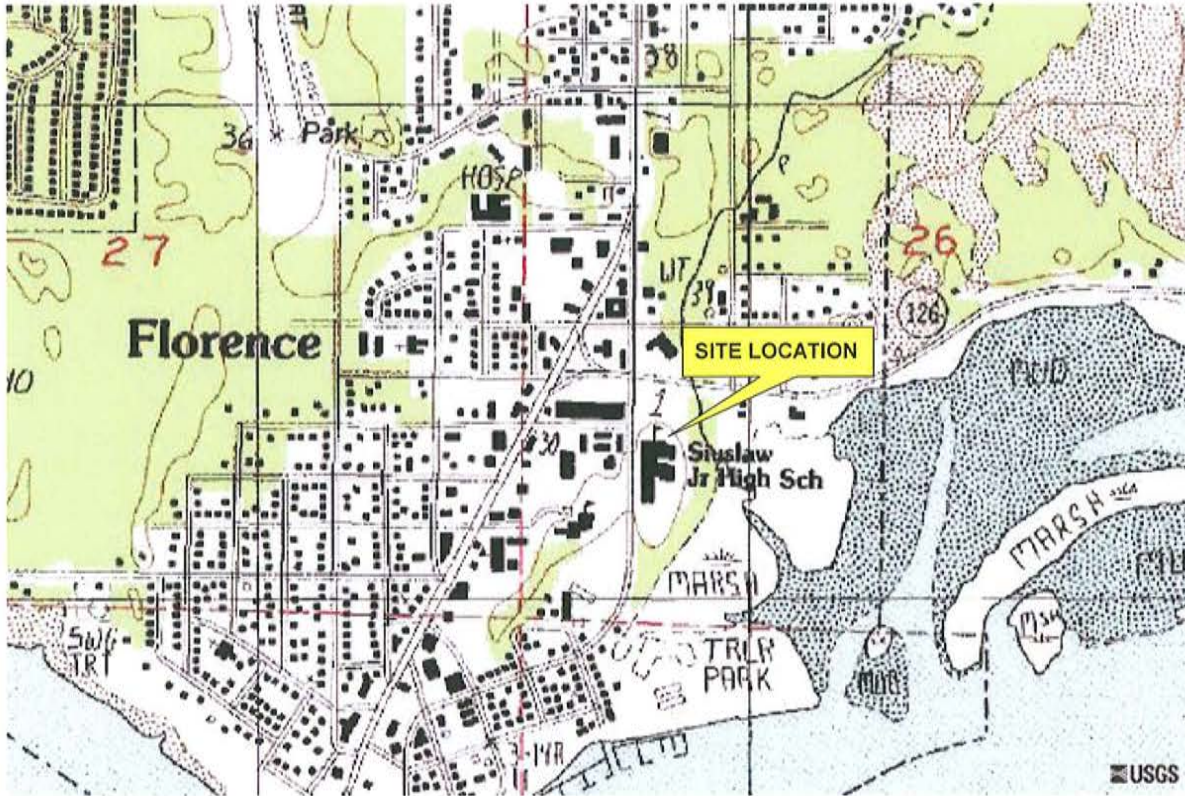 38
36
Park
HOSP
27
26
WT
39
126
Florence
SITE LOCATION
MUD
30
Siuslaw
Jr High Sch
MARSH
MARSH
TRLR
PARK
USGS